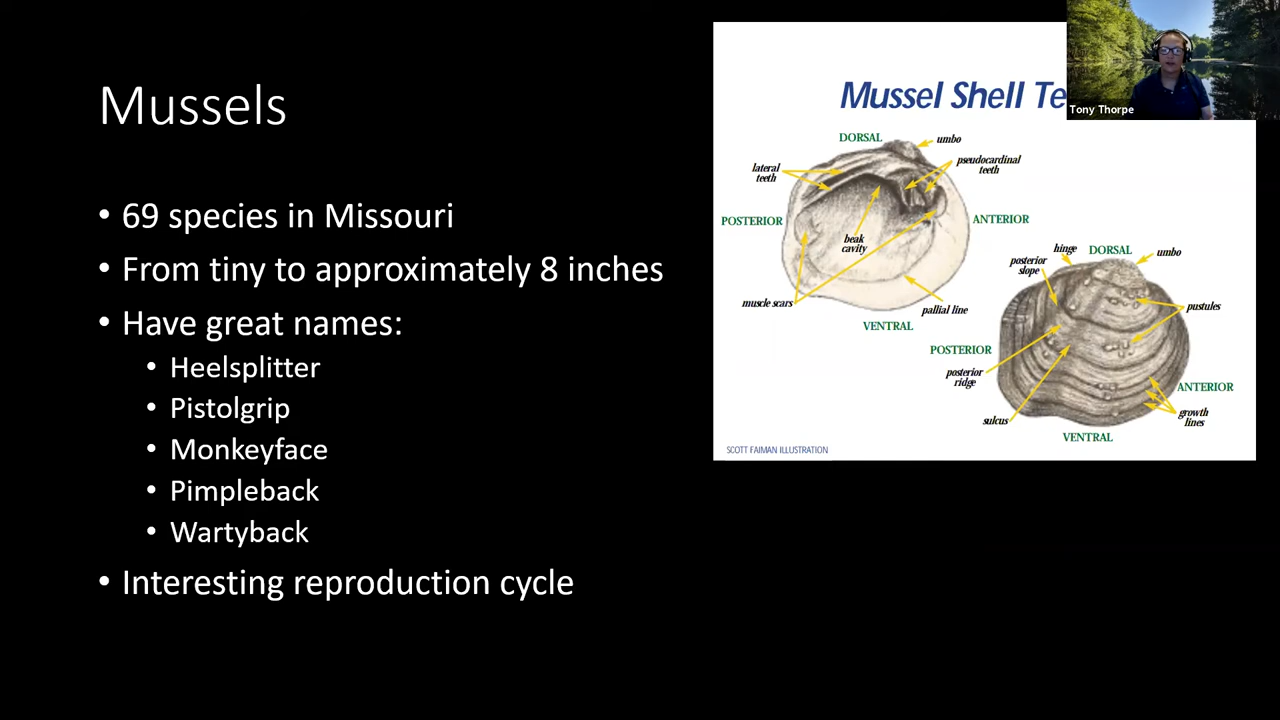 Mussels
• 69 species in Missouri
• From tiny to approximately 8 inches
• Have great names:
• Heelsplitter
• Pistolgrip
• Monkeyface
• Pimpleback
• Wartyback
• Interesting reproduction cycle
Mussel Shell
Tony Thorpe
DORSAL
umbo
lateral
teeth
pseudocardinal
teeth
POSTERIOR
ANTERIOR
beak
cavity
muscle scars
pallial line
VENTRAL
hinge
DORSAL
umbo
posterior
slope
pustules
POSTERIOR
posterior
ridge
ANTERIOR
sulcus
growth
lines
VENTRAL
SCOTT FAIMAN ILLUSTRATION